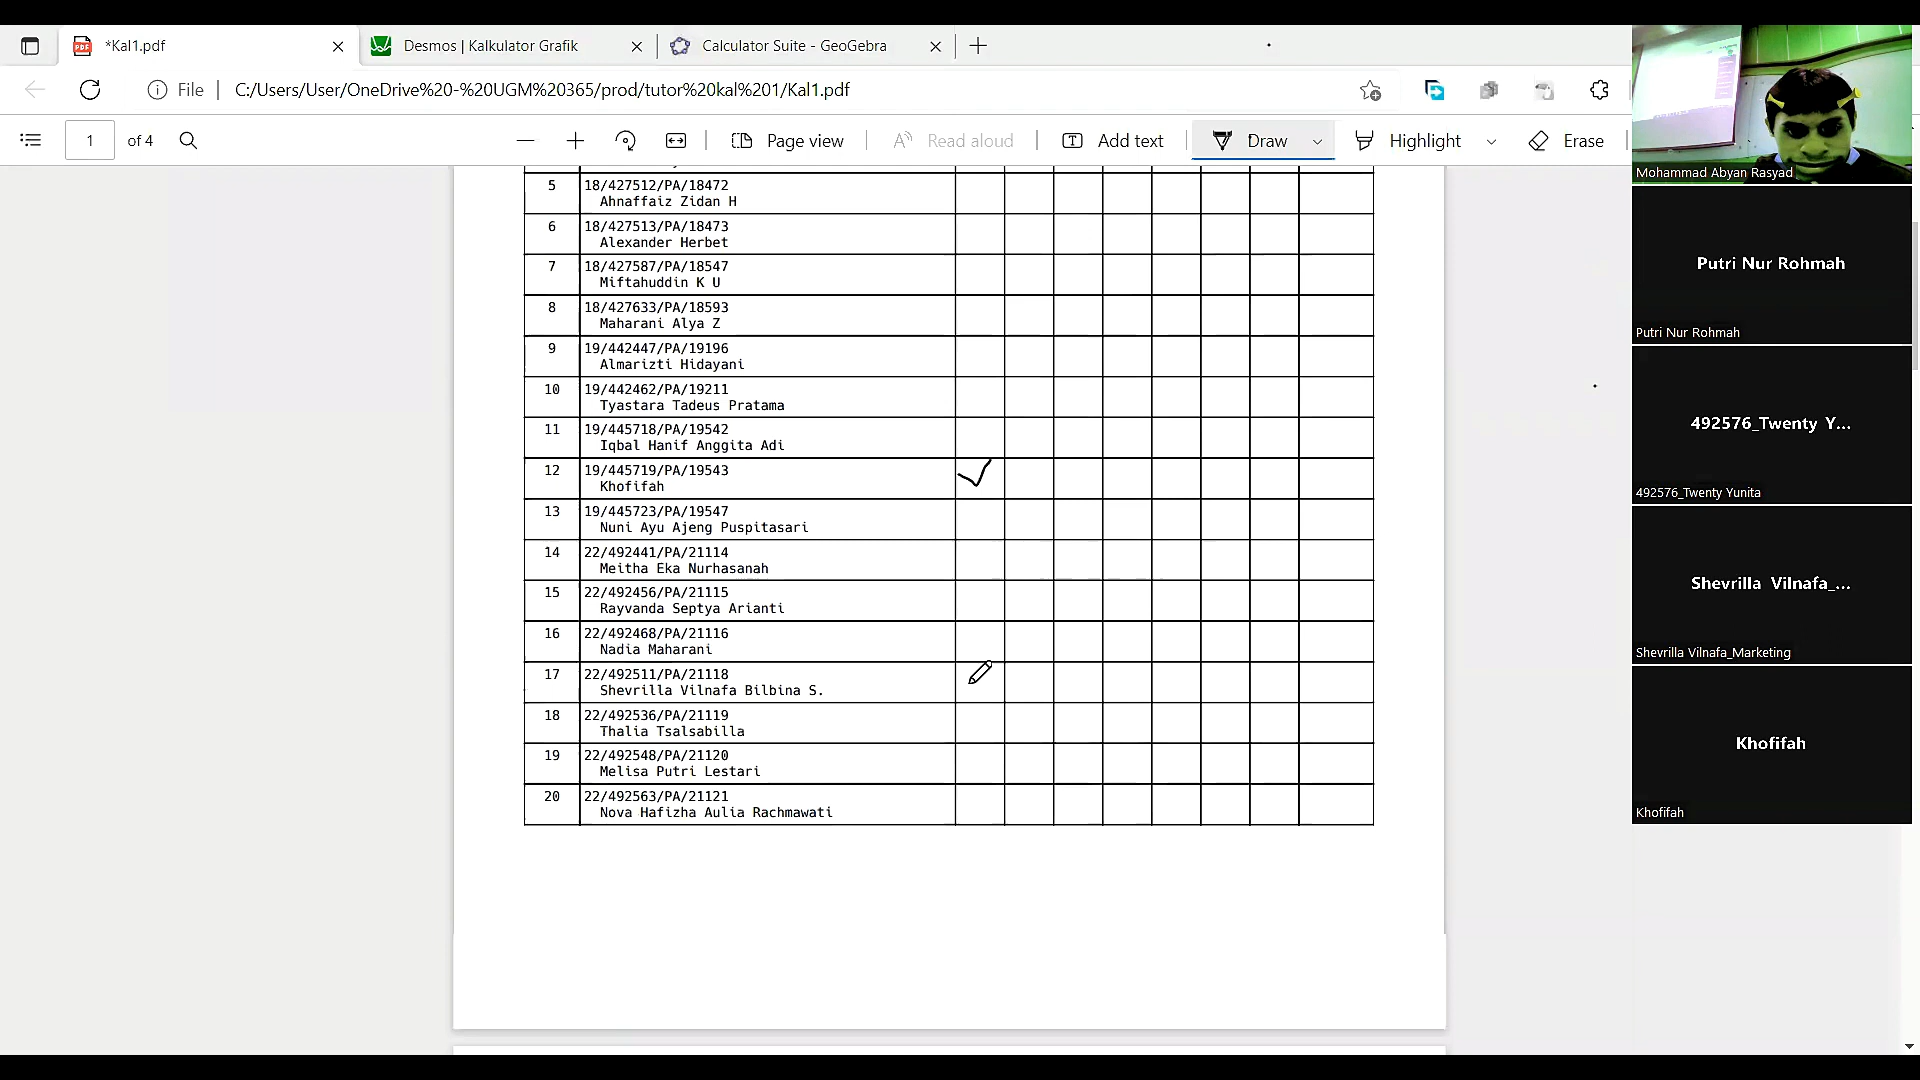 *Kal1.pdf
Desmos | Kalkulator Grafik
Calculator Suite - GeoGebra
File
C:/Users/User/OneDrive%20-%20UGM%20365/prod/tutor%20kal%201/Kal1.pdf
1
of 4
Page view
Read aloud
Add text
Draw
Highlight
Erase
5
18/427512/PA/18472
Ahnaffaiz Zidan H
6
18/427513/PA/18473
Alexander Herbet
7
18/427587/PA/18547
Miftahuddin K U
8
18/427633/PA/18593
Maharani Alya Z
9
19/442447/PA/19196
Almarizti Hidayani
10
19/442462/PA/19211
Tyastara Tadeus Pratama
11
19/445718/PA/19542
Iqbal Hanif Anggita Adi
12
19/445719/PA/19543
Khofifah
13
19/445723/PA/19547
Nuni Ayu Ajeng Puspitasari
14
22/492441/PA/21114
Meitha Eka Nurhasanah
15
22/492456/PA/21115
Rayvanda Septya Arianti
16
22/492468/PA/21116
Nadia Maharani
17
22/492511/PA/21118
Shevrilla Vilnafa Bilbina S.
18
22/492536/PA/21119
Thalia Tsalsabilla
19
22/492548/PA/21120
Melisa Putri Lestari
20
22/492563/PA/21121
Nova Hafizha Aulia Rachmawati
Mohammad Abyan Rasyad
Putri Nur Rohmah
Putri Nur Rohmah
492576_Twenty Y...
492576_Twenty Yunita
Shevrilla Vilnafa_...
Shevrilla Vilnafa_Marketing
Khofifah
Khofifah